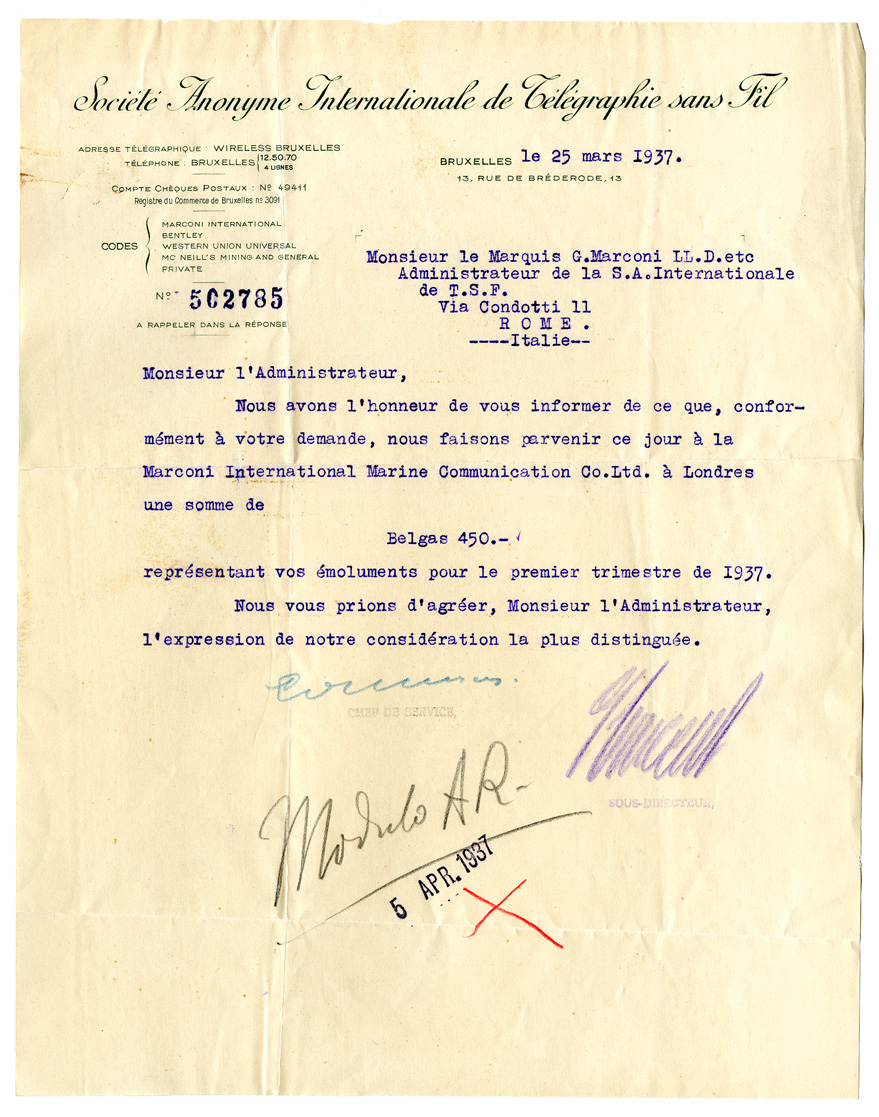 Société Anonyme Internationale de Télégraphie sans Fil
ADRESSE TÉLÉGRAPHIQUE : WIRELESS BRUXELLES
TÉLÉPHONE : BRUXELLES 12.50.70
4 LIGNES
COMPTE CHÈQUES POSTAUX : Nº 49411
Registre du Commerce de Bruxelles nº 3091
CODES
MARCONI INTERNATIONAL
BENTLEY
WESTERN UNION UNIVERSAL
MC NEILL'S MINING AND GENERAL
PRIVATE
Nº 502785
A RAPPELER DANS LA RÉPONSE
BRUXELLES le 25 mars 1937.
13, RUE DE BRÉDERODE, 13
Monsieur le Marquis G.Marconi LL.D.etc
Administrateur de la S.A.Internationale
de T.S.F.
Via Condotti 11
R O M E .
----Italie--
Monsieur l'Administrateur,
Nous avons l'honneur de vous informer de ce que, confor-
mément à votre demande, nous faisons parvenir ce jour à la
Marconi International Marine Communication Co.Ltd. à Londres
une somme de
Belgas 450.-
représentant vos émoluments pour le premier trimestre de 1937.
Nous vous prions d'agréer, Monsieur l'Administrateur,
l'expression de notre considération la plus distinguée.
CHEF DE SERVICE,
SOUS-DIRECTEUR,
Modulo AR-
5 APR. 1937